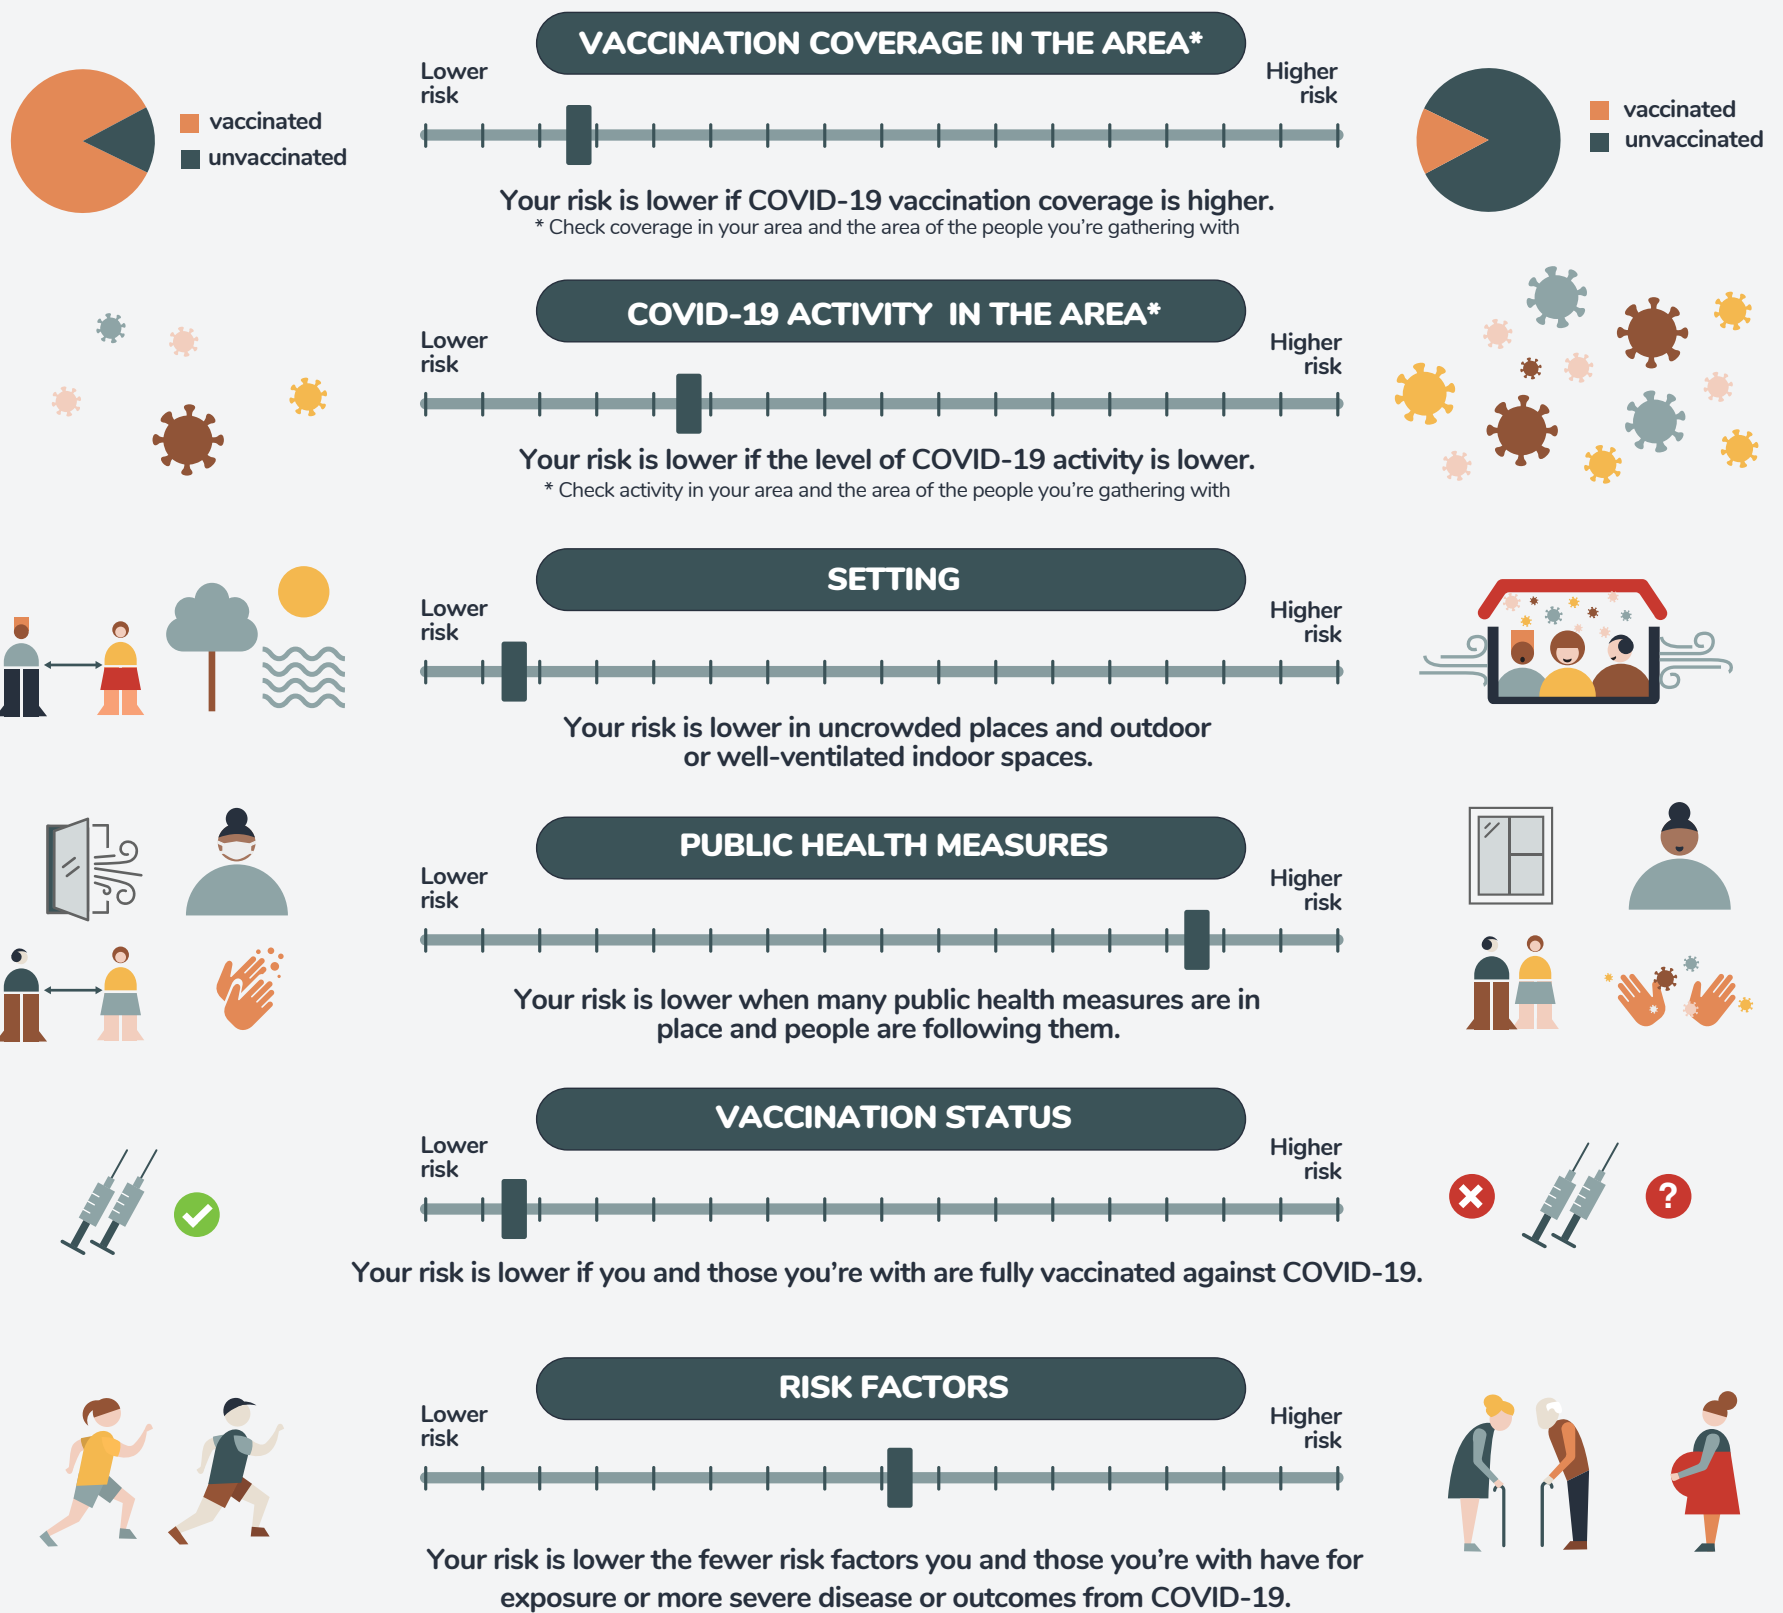 VACCINATION COVERAGE IN THE AREA*
Lower
risk
Higher
risk
vaccinated
unvaccinated
vaccinated
unvaccinated
Your risk is lower if COVID-19 vaccination coverage is higher.
* Check coverage in your area and the area of the people you're gathering with
COVID-19 ACTIVITY IN THE AREA*
Lower
risk
Higher
risk
Your risk is lower if the level of COVID-19 activity is lower.
* Check activity in your area and the area of the people you're gathering with
SETTING
Lower
risk
Higher
risk
Your risk is lower in uncrowded places and outdoor
or well-ventilated indoor spaces.
PUBLIC HEALTH MEASURES
Lower
risk
Higher
risk
Your risk is lower when many public health measures are in
place and people are following them.
VACCINATION STATUS
Lower
risk
Higher
risk
?
Your risk is lower if you and those you're with are fully vaccinated against COVID-19.
RISK FACTORS
Lower
risk
Higher
risk
Your risk is lower the fewer risk factors you and those you're with have for
exposure or more severe disease or outcomes from COVID-19.